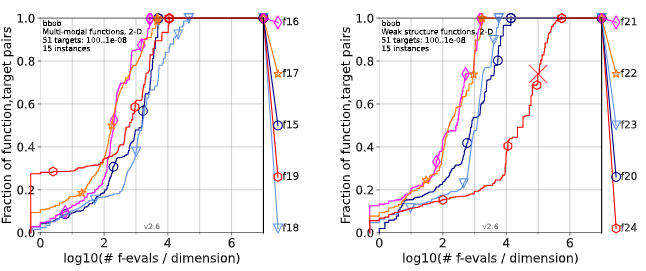 bbob
Multi-modal functions, 2-D
51 targets: 100..1e-08
15 instances
Fraction of function,target pairs
1.0
0.8
0.6
0.4
0.2
0.0
0
2
4
6
log10(# f-evals / dimension)
v2.6
f16
f17
f15
f19
f18
bbob
Weak structure functions, 2-D
51 targets: 100..1e-08
15 instances
Fraction of function,target pairs
1.0
0.8
0.6
0.4
0.2
0.0
0
2
4
6
log10(# f-evals / dimension)
v2.6
f21
f22
f23
f20
f24